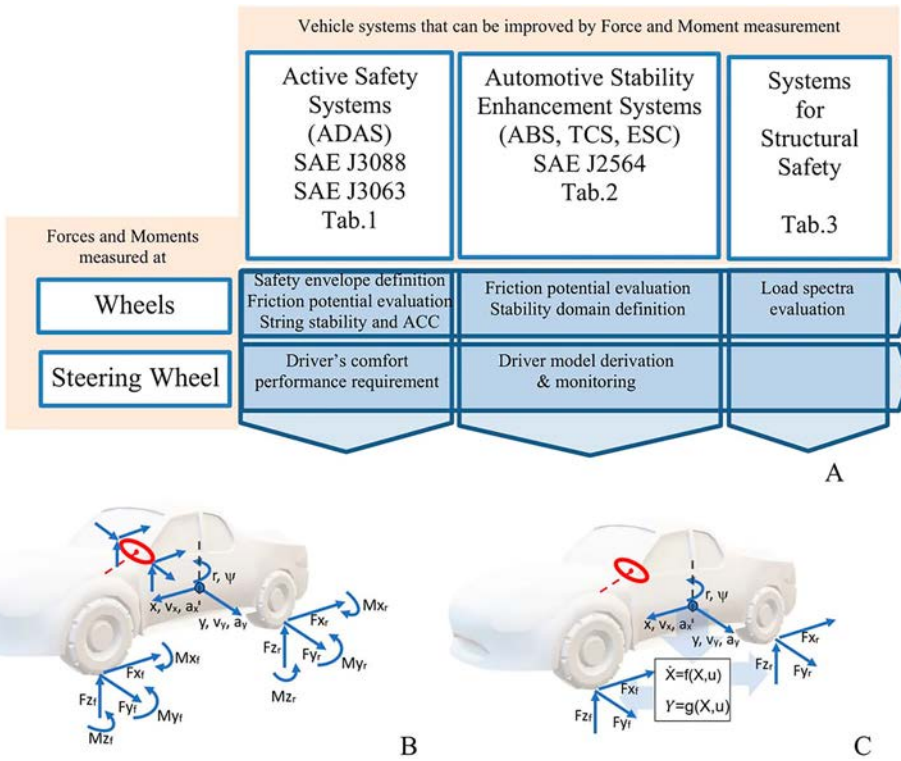 Vehicle systems that can be improved by Force and Moment measurement
Active Safety
Systems
(ADAS)
SAE J3088
SAE J3063
Tab.1
Automotive Stability
Enhancement Systems
(ABS, TCS, ESC)
SAE J2564
Tab.2
Systems
for
Structural
Safety
Tab.3
Forces and Moments
measured at
Wheels
Safety envelope definition
Friction potential evaluation
String stability and ACC
Friction potential evaluation
Stability domain definition
Load spectra
evaluation
Steering Wheel
Driver's comfort
performance requirement
Driver model derivation
& monitoring
A
r, ψ
x, vₓ, aₓ'
y, vᵧ, aᵧ
Mxᵣ
Fxᵣ
Fzᵣ
Fyᵣ
Myᵣ
Mzᵣ
Mxf
Fxf
Fzf
Fyf
Myf
Mzf
B
r, ψ
x, vₓ, aₓ'
y, vᵧ, aᵧ
Fxᵣ
Fzᵣ
Fyᵣ
Ẋ=f(X,u)
Y=g(X,u)
Fxf
Fzf
Fyf
C